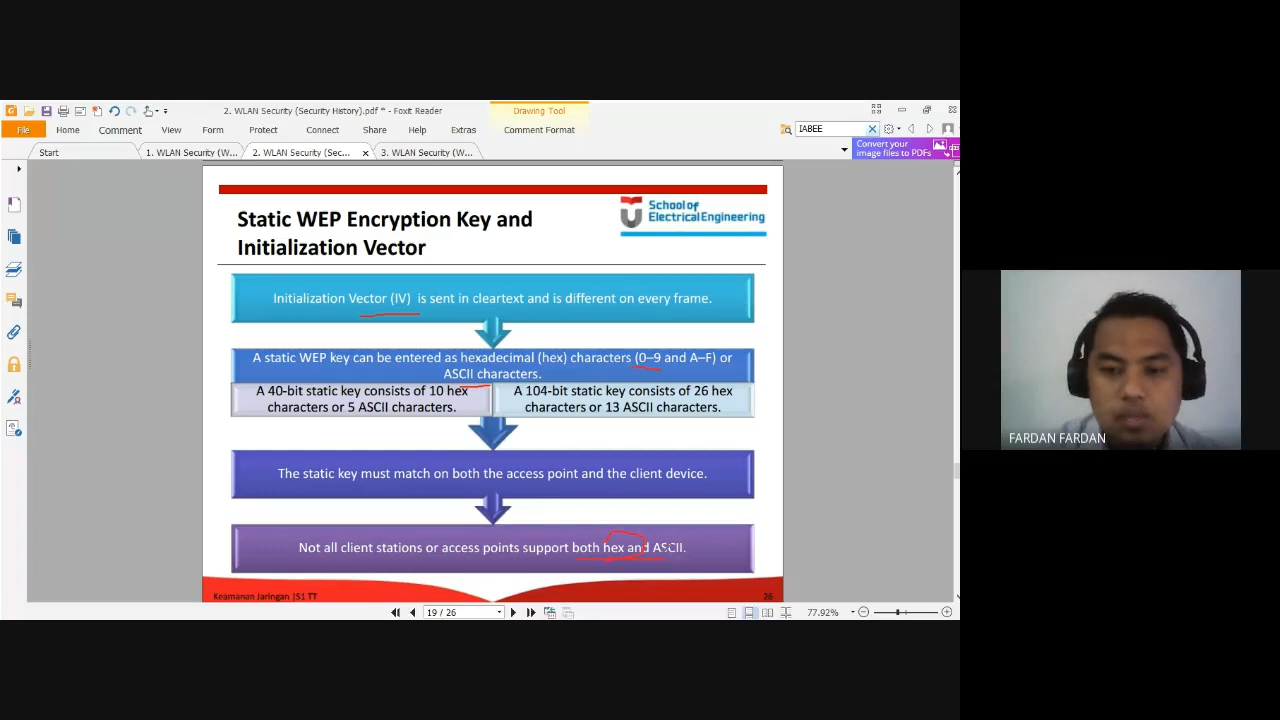 2. WLAN Security (Security History).pdf * - Foxit Reader
Drawing Tool
File
Home
Comment
View
Form
Protect
Connect
Share
Help
Extras
Comment Format
IABEE
Start
1. WLAN Security (W...
2. WLAN Security (Sec...
3. WLAN Security (W...
Convert your
image files to PDFs
Static WEP Encryption Key and
Initialization Vector
School of
Electrical Engineering
Initialization Vector (IV) is sent in cleartext and is different on every frame.
A static WEP key can be entered as hexadecimal (hex) characters (0–9 and A–F) or
ASCII characters.
A 40-bit static key consists of 10 hex
characters or 5 ASCII characters.
A 104-bit static key consists of 26 hex
characters or 13 ASCII characters.
The static key must match on both the access point and the client device.
Not all client stations or access points support both hex and ASCII.
Keamanan Jaringan |S1 TT
26
19 / 26
77.92%
FARDAN FARDAN